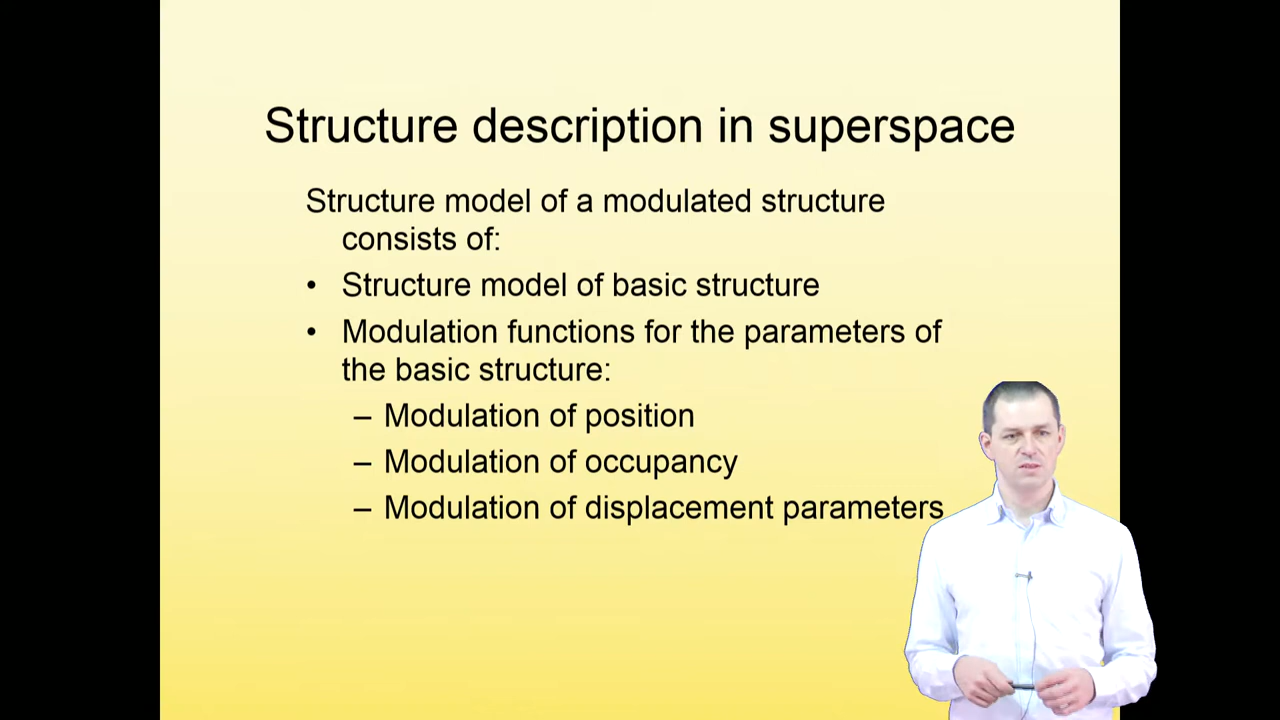 Structure description in superspace
Structure model of a modulated structure
consists of:
• Structure model of basic structure
• Modulation functions for the parameters of
the basic structure:
– Modulation of position
– Modulation of occupancy
– Modulation of displacement parameters